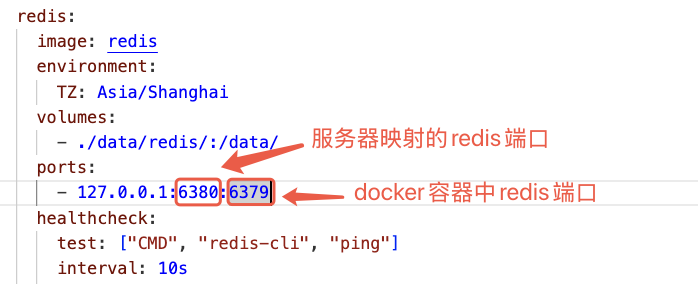 redis:
image: redis
environment:
TZ: Asia/Shanghai
volumes:
- ./data/redis/:/data/
服务器映射的redis端口
ports:
- 127.0.0.1:6380:6379
docker容器中redis端口
healthcheck:
test: ["CMD", "redis-cli", "ping"]
interval: 10s